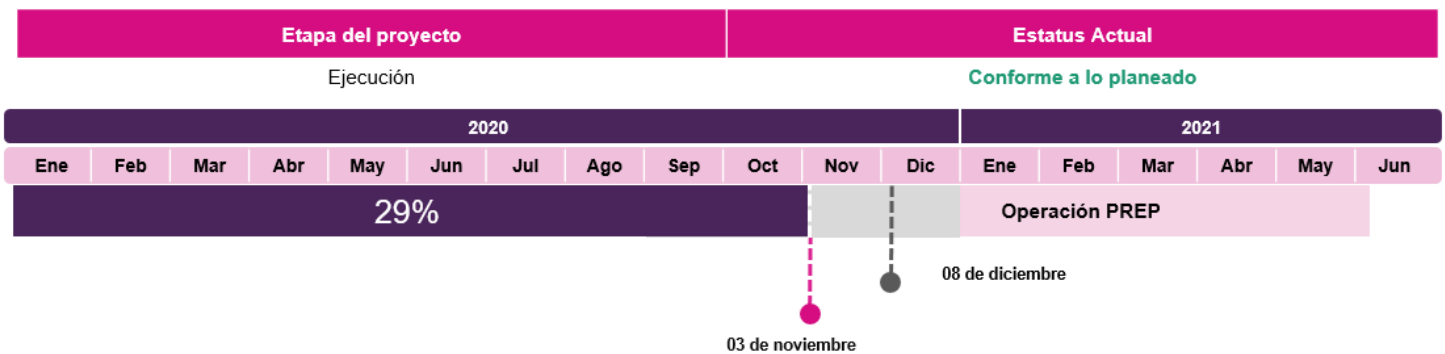 Etapa del proyecto Estatus Actual
Ejecución Conforme a lo planeado
2020 2021
Ene Feb Mar Abr May Jun Jul Ago Sep Oct Nov Dic Ene Feb Mar Abr May Jun
29% Operación PREP
08 de diciembre
03 de noviembre